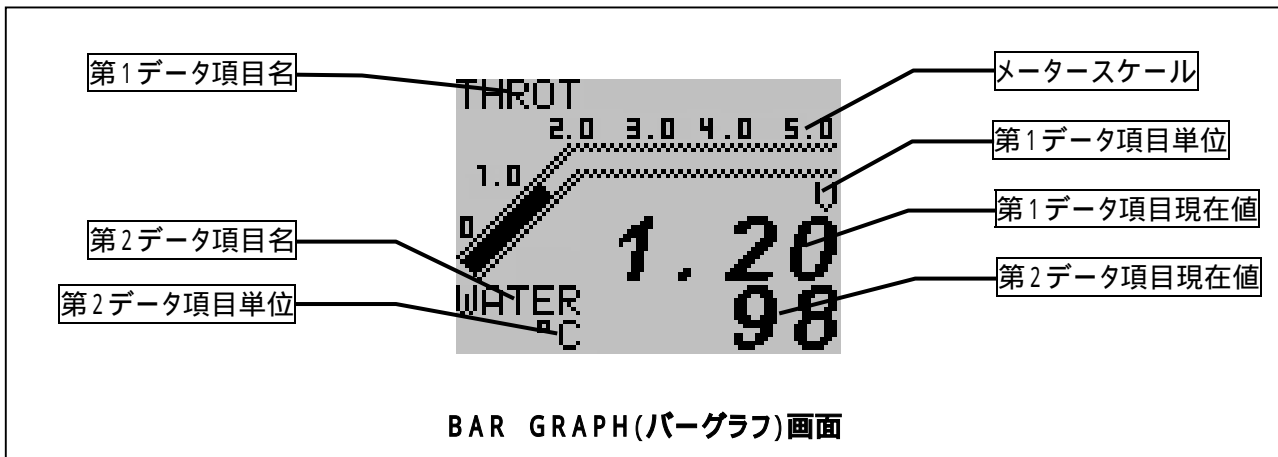 第1データ項目名
メータースケール
THROT
2.0 3.0 4.0 5.0
第1データ項目単位
1.0
V
第1データ項目現在値
0
1.20
第2データ項目名
第2データ項目現在値
WATER
第2データ項目単位
°C
98
BAR GRAPH(バーグラフ)画面